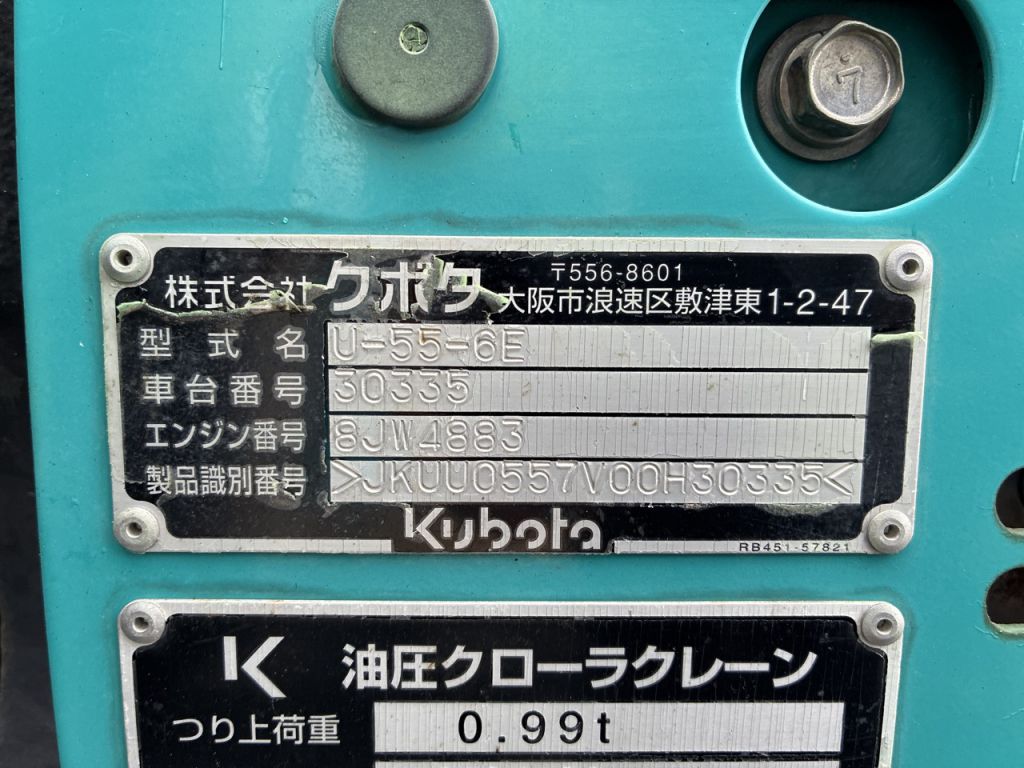 7
株式会社クボタ 〒556-8601
大阪市浪速区敷津東1-2-47
型式名 U-55-6E
車台番号 30335
エンジン番号 8JW4883
製品識別番号 >JKUU0557V00H30335<
Kubota
RB451-57821
K 油圧クローラクレーン
つり上荷重 0.99t